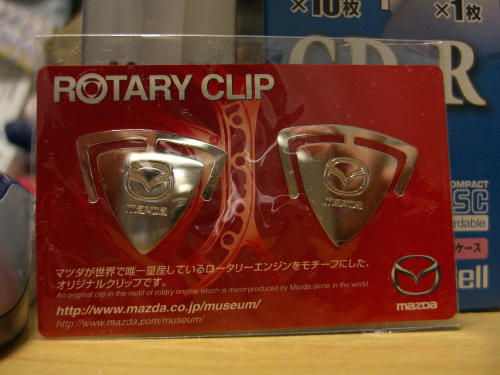 ×10枚
×1枚
CD-R
ROTARY CLIP
mazda
mazda
COMPACT
DISC
ケース
マツダが世界で唯一量産しているロータリーエンジンをモチーフにした、
オリジナルクリップです。
An original clip in the motif of rotary engine which is mass-produced by Mazda alone in the world.
http://www.mazda.co.jp/museum/
http://www.mazda.com/museum/
mazda